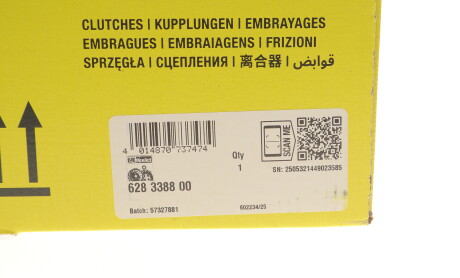 CLUTCHES | KUPPLUNGEN | EMBRAYAGES
EMBRAGUES | EMBRAIAGENS | FRIZIONI
SPRZĘGŁA | СЦЕПЛЕНИЯ | 离合器 | قوابض
4 014870 737474
Qty
1
SCAN ME
SN: 2505321449023585
628 3388 00
Batch: 57327881
602234/25